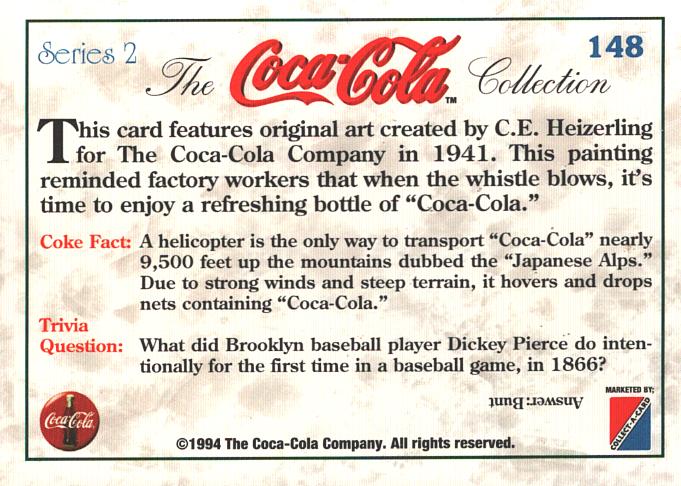 Series 2
148
The Coca-Cola Collection
TM
This card features original art created by C.E. Heizerling
for The Coca-Cola Company in 1941. This painting
reminded factory workers that when the whistle blows, it's
time to enjoy a refreshing bottle of "Coca-Cola."
Coke Fact: A helicopter is the only way to transport "Coca-Cola" nearly
9,500 feet up the mountains dubbed the "Japanese Alps."
Due to strong winds and steep terrain, it hovers and drops
nets containing "Coca-Cola."
Trivia
Question: What did Brooklyn baseball player Dickey Pierce do inten-
tionally for the first time in a baseball game, in 1866?
Answer: Bunt
MARKETED BY;
COLLECT-A-CARD
Coca-Cola
©1994 The Coca-Cola Company. All rights reserved.